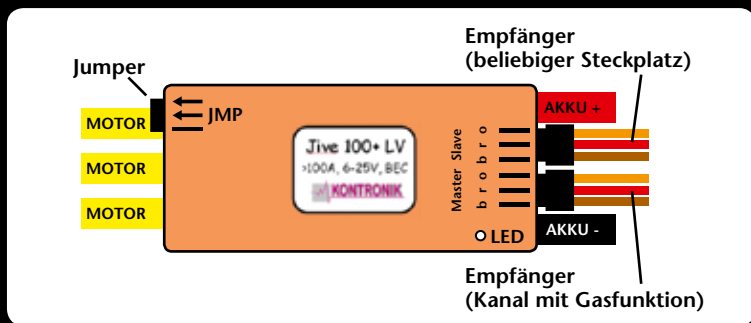 Empfänger
(beliebiger Steckplatz)
Jumper
JMP
AKKU +
MOTOR
MOTOR
MOTOR
Jive 100+ LV
>100A, 6-25V, BEC
KONTRONIK
Master Slave
b r o b r o
LED
AKKU -
Empfänger
(Kanal mit Gasfunktion)